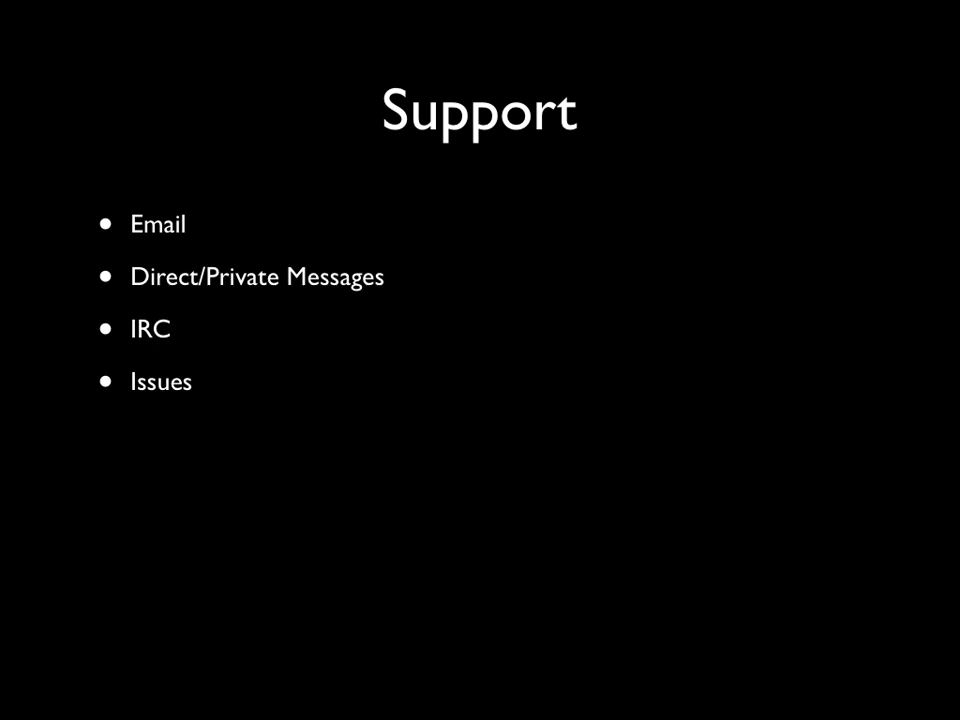 Support
• Email
• Direct/Private Messages
• IRC
• Issues